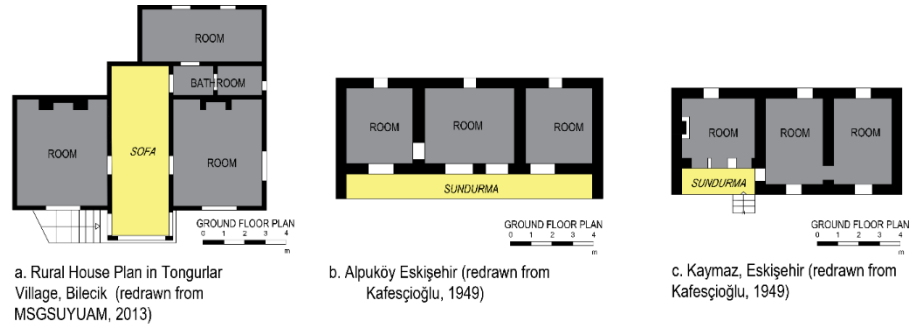 ROOM
BATHROOM
SOFA
ROOM
ROOM
GROUND FLOOR PLAN
0 1 2 3 4
m
a. Rural House Plan in Tongurlar
Village, Bilecik (redrawn from
MSGSUYUAM, 2013)
ROOM
ROOM
ROOM
SUNDURMA
GROUND FLOOR PLAN
0 1 2 3 4
m
b. Alpuköy Eskişehir (redrawn from
Kafesçioğlu, 1949)
ROOM
ROOM
ROOM
SUNDURMA
GROUND FLOOR PLAN
0 1 2 3 4
m
c. Kaymaz, Eskişehir (redrawn from
Kafesçioğlu, 1949)